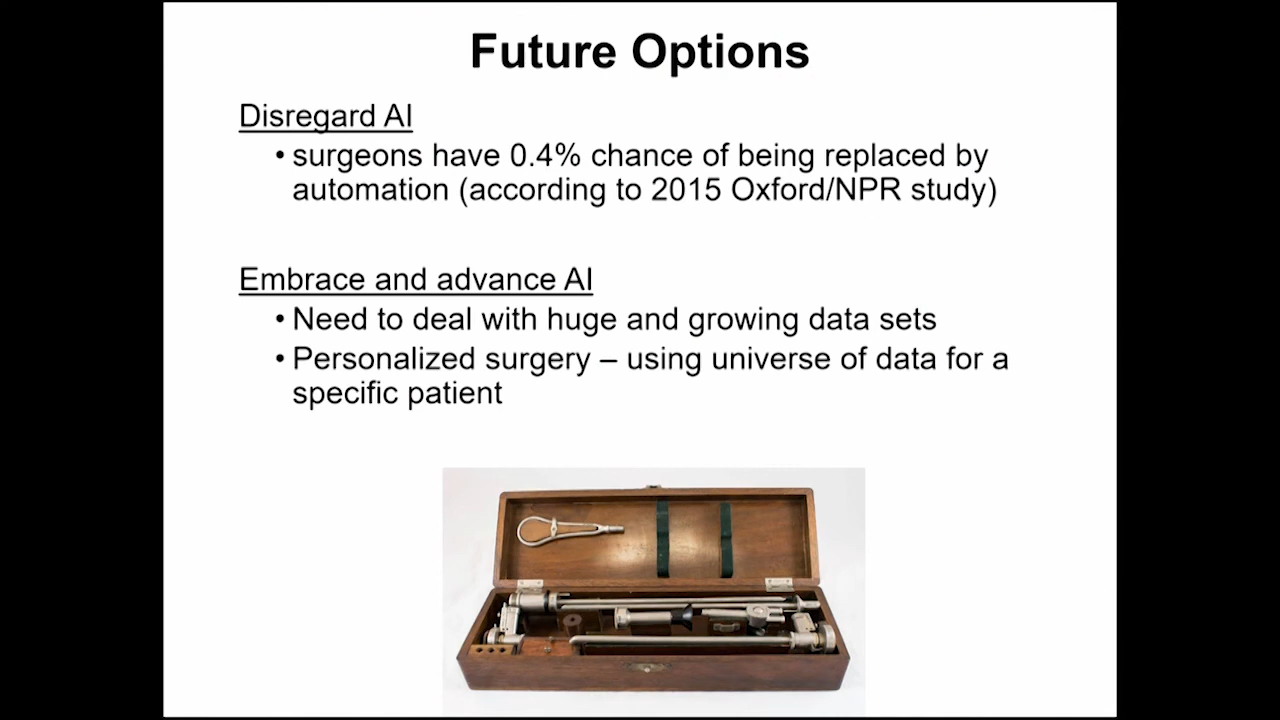 Future Options
Disregard AI
• surgeons have 0.4% chance of being replaced by
automation (according to 2015 Oxford/NPR study)
Embrace and advance AI
• Need to deal with huge and growing data sets
• Personalized surgery – using universe of data for a
specific patient